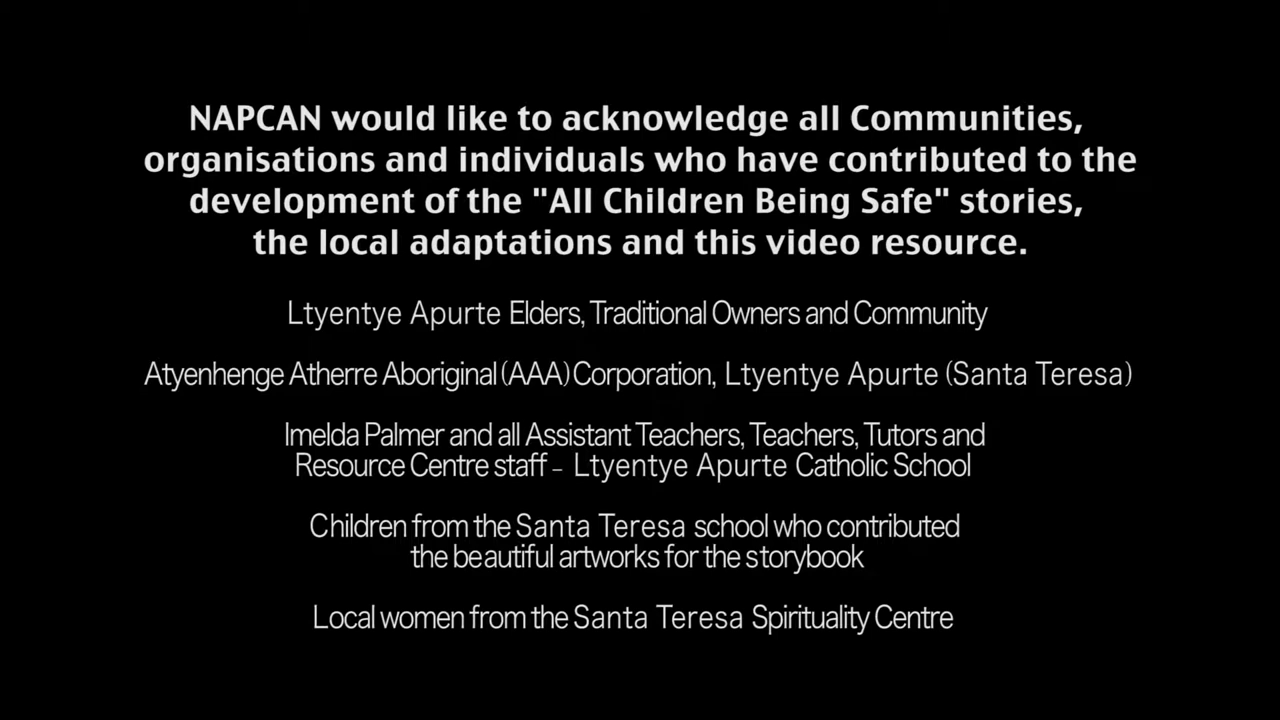 NAPCAN would like to acknowledge all Communities,
organisations and individuals who have contributed to the
development of the "All Children Being Safe" stories,
the local adaptations and this video resource.
Ltyentye Apurte Elders, Traditional Owners and Community
Atyenhenge Atherre Aboriginal (AAA) Corporation, Ltyentye Apurte (Santa Teresa)
Imelda Palmer and all Assistant Teachers, Teachers, Tutors and
Resource Centre staff – Ltyentye Apurte Catholic School
Children from the Santa Teresa school who contributed
the beautiful artworks for the storybook
Local women from the Santa Teresa Spirituality Centre